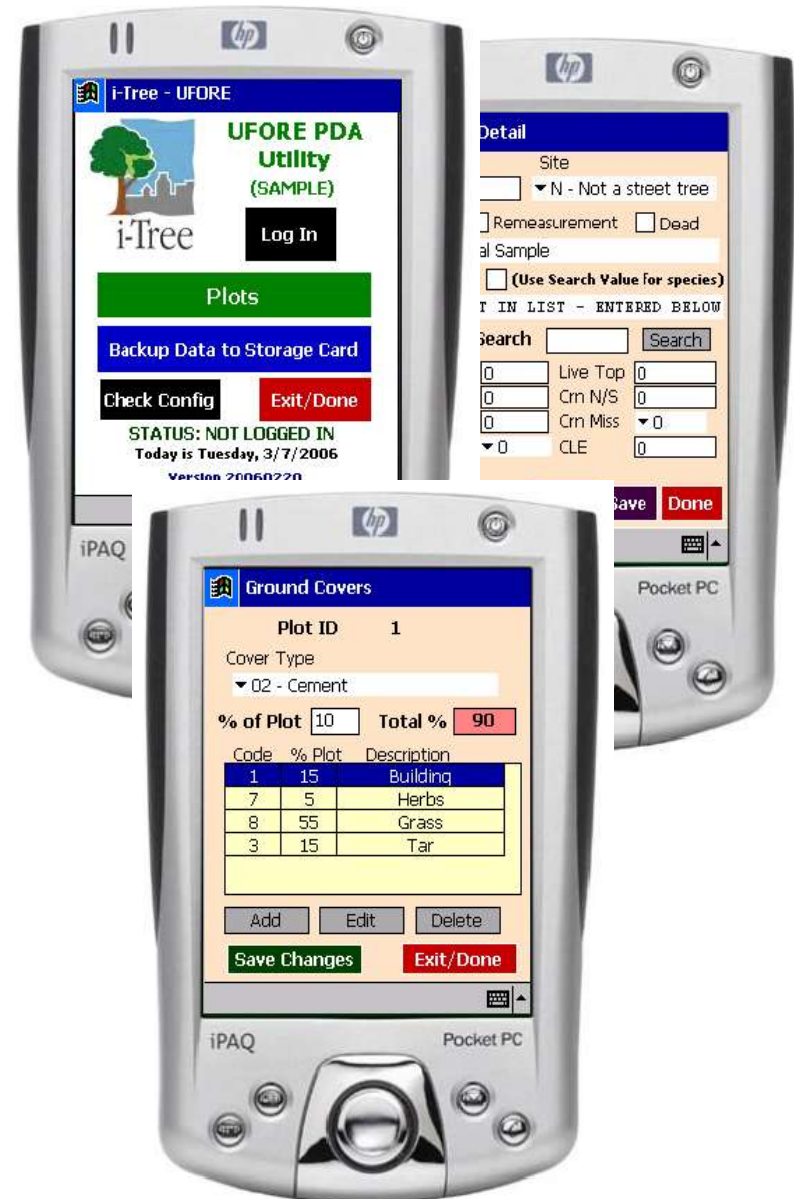 hp
i-Tree - UFORE
UFORE PDA
Utility
(SAMPLE)
i-Tree
Log In
Plots
Backup Data to Storage Card
Check Config
Exit/Done
STATUS: NOT LOGGED IN
Today is Tuesday, 3/7/2006
Version 20060220
iPAQ
hp
Detail
Site
N - Not a street tree
Remeasurement
Dead
al Sample
(Use Search Value for species)
T IN LIST - ENTERED BELOW
Search
Search
0 Live Top 0
0 Crn N/S 0
0 Crn Miss 0
0 CLE 0
Save
Done
Pocket PC
hp
Ground Covers
Plot ID 1
Cover Type
02 - Cement
% of Plot 10 Total % 90
Code % Plot Description
1 15 Building
7 5 Herbs
8 55 Grass
3 15 Tar
Add Edit Delete
Save Changes Exit/Done
iPAQ Pocket PC